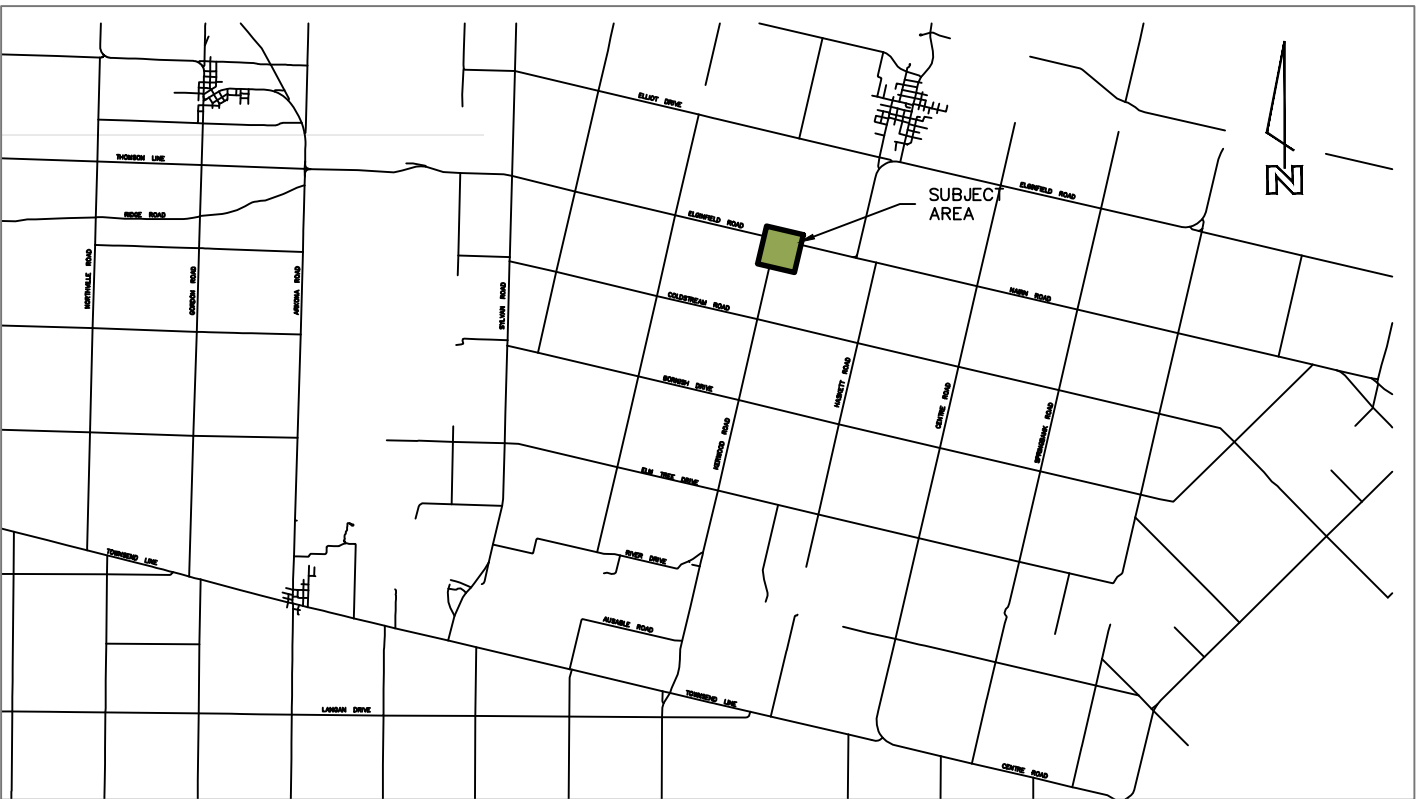 ELLIOT DRIVE
THOMSON LINE
SUBJECT
AREA
ELGINFIELD ROAD
N
RIDGE ROAD
ELGINFIELD ROAD
NORTHVILLE ROAD
GORDON ROAD
ARKONA ROAD
SYLVAN ROAD
COLDSTREAM ROAD
NAIRN ROAD
BORNISH DRIVE
HASKETT ROAD
CENTRE ROAD
SPRINGBANK ROAD
KERWOOD ROAD
ELM TREE DRIVE
TOWNSEND LINE
RIVER DRIVE
AUSABLE ROAD
TOWNSEND LINE
LANGAN DRIVE
CENTRE ROAD